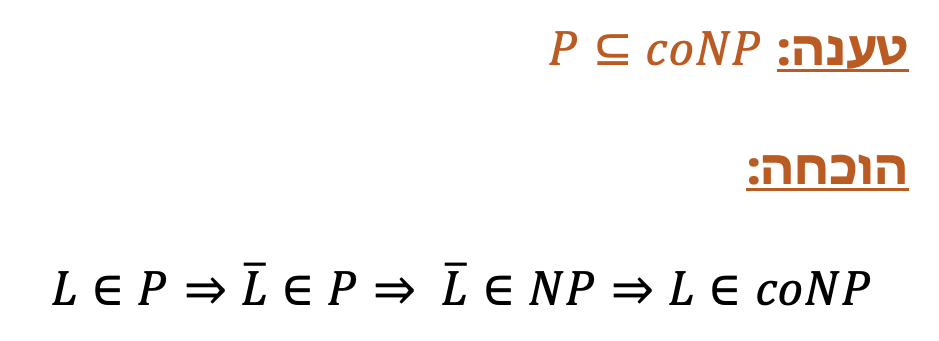 טענה: P ⊆ coNP
הוכחה:
L ∈ P ⇒ L̅ ∈ P ⇒ L̅ ∈ NP ⇒ L ∈ coNP